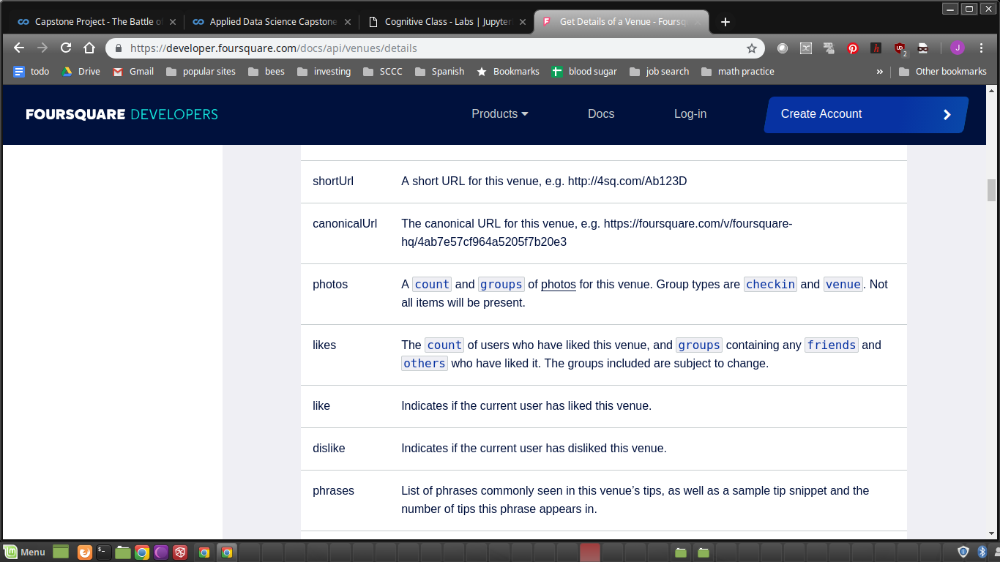 Capstone Project - The Battle of
Applied Data Science Capstone
Cognitive Class - Labs | Jupyter
Get Details of a Venue - Foursq
https://developer.foursquare.com/docs/api/venues/details
2
J
todo
Drive
Gmail
popular sites
bees
investing
SCCC
Spanish
Bookmarks
blood sugar
job search
math practice
»
Other bookmarks
FOURSQUARE DEVELOPERS
Products
Docs
Log-in
Create Account
shortUrl
A short URL for this venue, e.g. http://4sq.com/Ab123D
canonicalUrl
The canonical URL for this venue, e.g. https://foursquare.com/v/foursquare-
hq/4ab7e57cf964a5205f7b20e3
photos
A count and groups of photos for this venue. Group types are checkin and venue. Not
all items will be present.
likes
The count of users who have liked this venue, and groups containing any friends and
others who have liked it. The groups included are subject to change.
like
Indicates if the current user has liked this venue.
dislike
Indicates if the current user has disliked this venue.
phrases
List of phrases commonly seen in this venue’s tips, as well as a sample tip snippet and the
number of tips this phrase appears in.
Menu